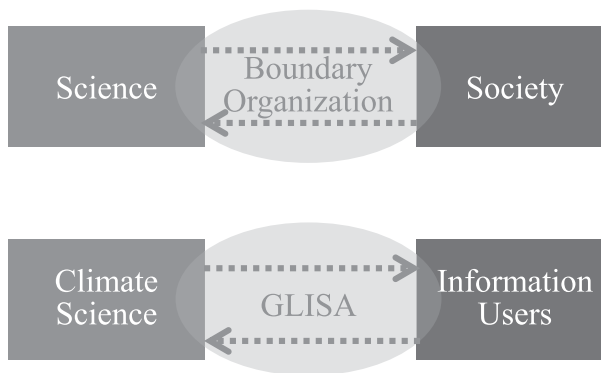 Science
Boundary
Organization
Society
Climate
Science
GLISA
Information
Users